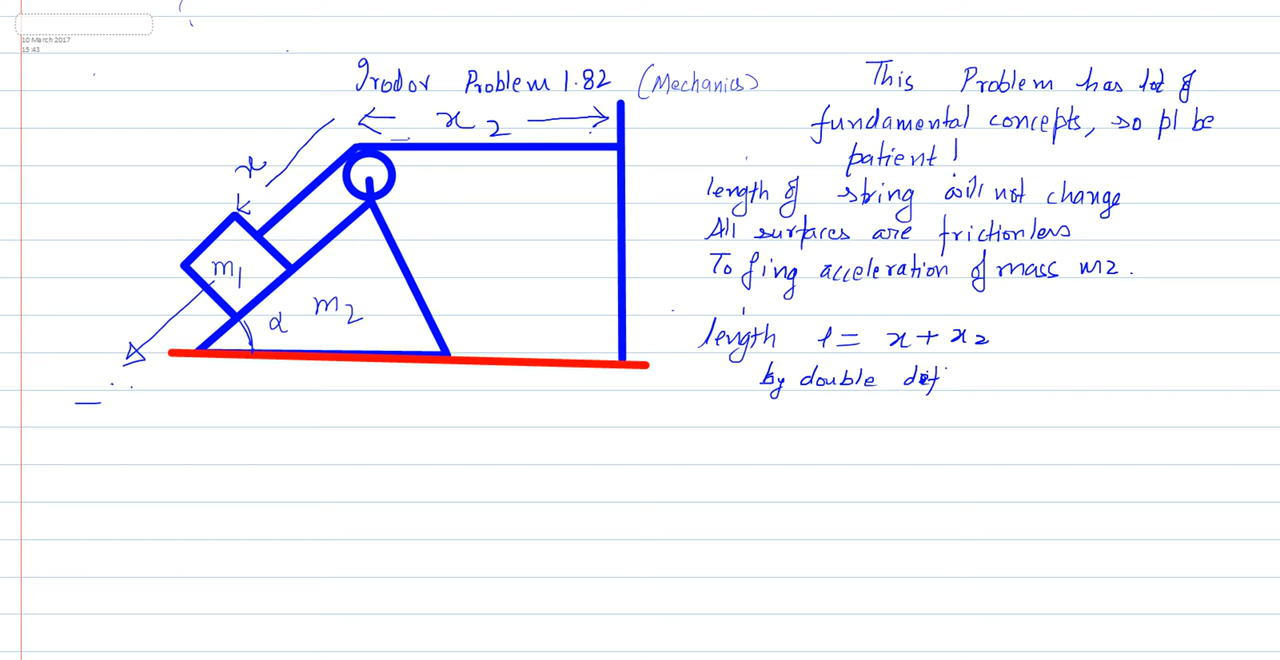 10 March 2017
15:43
Irodov Problem 1.82 (Mechanics)
This Problem has lot of
fundamental concepts, so pl be
patient!
x2
x
length of string will not change
All surfaces are frictionless
To fing acceleration of mass m2.
m1
m2
α
length l = x + x2
by double